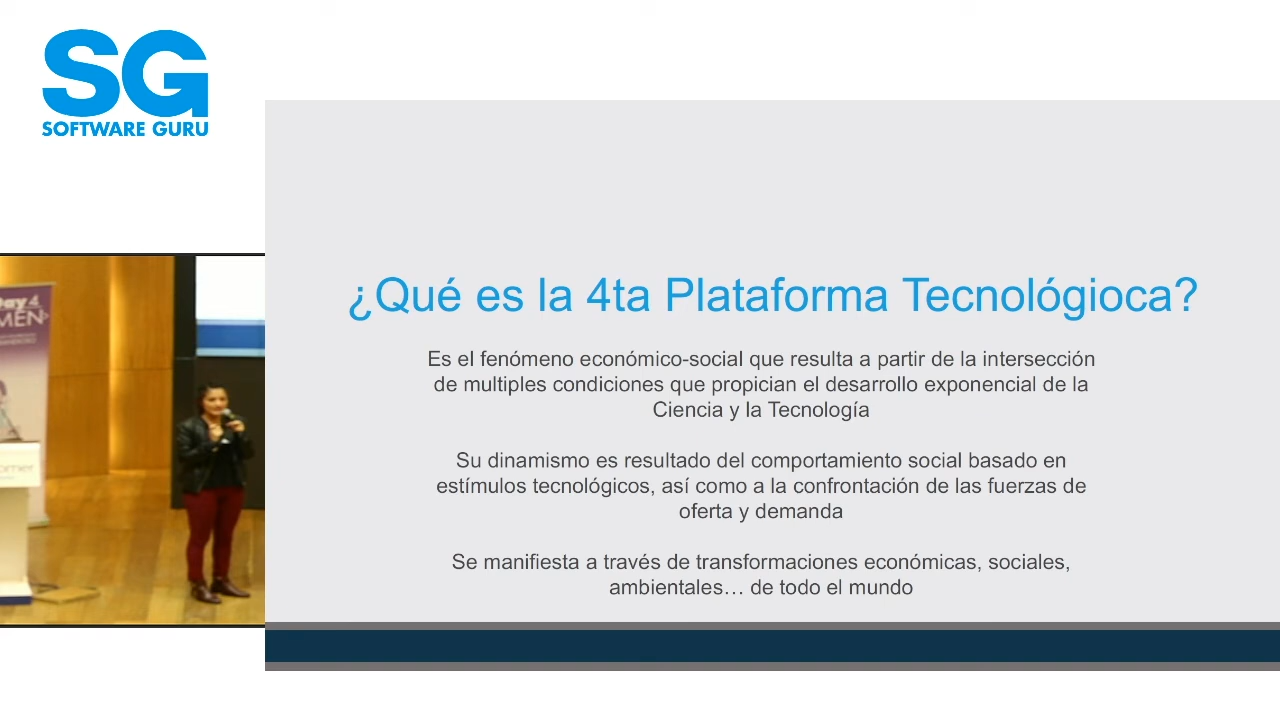 SG
SOFTWARE GURU
Day 4
MEN
¿Qué es la 4ta Plataforma Tecnológioca?
Es el fenómeno económico-social que resulta a partir de la intersección
de multiples condiciones que propician el desarrollo exponencial de la
Ciencia y la Tecnología
Su dinamismo es resultado del comportamiento social basado en
estímulos tecnológicos, así como a la confrontación de las fuerzas de
oferta y demanda
Se manifiesta a través de transformaciones económicas, sociales,
ambientales… de todo el mundo